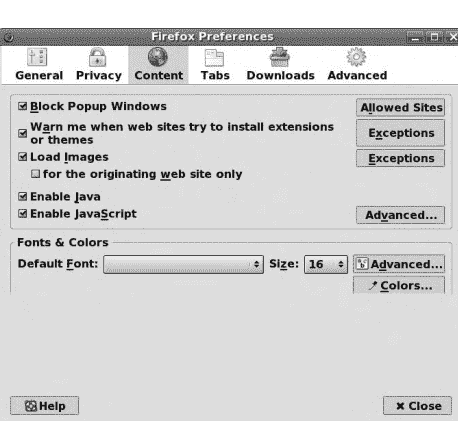 Firefox Preferences
General Privacy Content Tabs Downloads Advanced
Block Popup Windows Allowed Sites
Warn me when web sites try to install extensions
or themes Exceptions
Load Images Exceptions
for the originating web site only
Enable Java
Enable JavaScript Advanced...
Fonts & Colors
Default Font: Size: 16 Advanced...
Colors...
Help Close